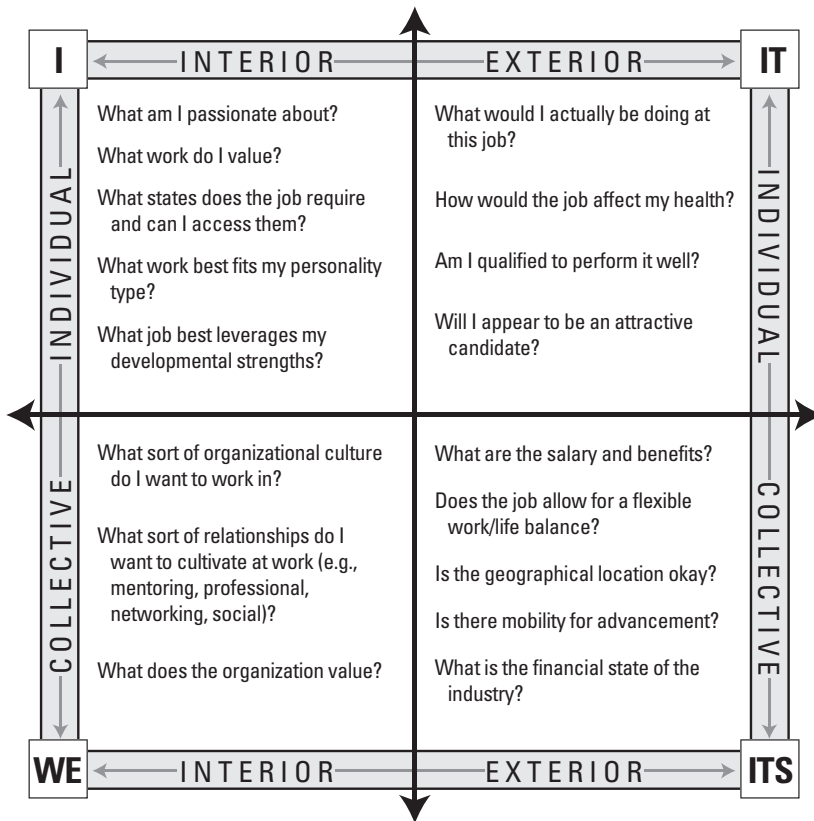 I
INTERIOR
EXTERIOR
IT
INDIVIDUAL
What am I passionate about?
What work do I value?
What states does the job require
and can I access them?
What work best fits my personality
type?
What job best leverages my
developmental strengths?
What would I actually be doing at
this job?
How would the job affect my health?
Am I qualified to perform it well?
Will I appear to be an attractive
candidate?
INDIVIDUAL
COLLECTIVE
What sort of organizational culture
do I want to work in?
What sort of relationships do I
want to cultivate at work (e.g.,
mentoring, professional,
networking, social)?
What does the organization value?
What are the salary and benefits?
Does the job allow for a flexible
work/life balance?
Is the geographical location okay?
Is there mobility for advancement?
What is the financial state of the
industry?
COLLECTIVE
WE
INTERIOR
EXTERIOR
ITS